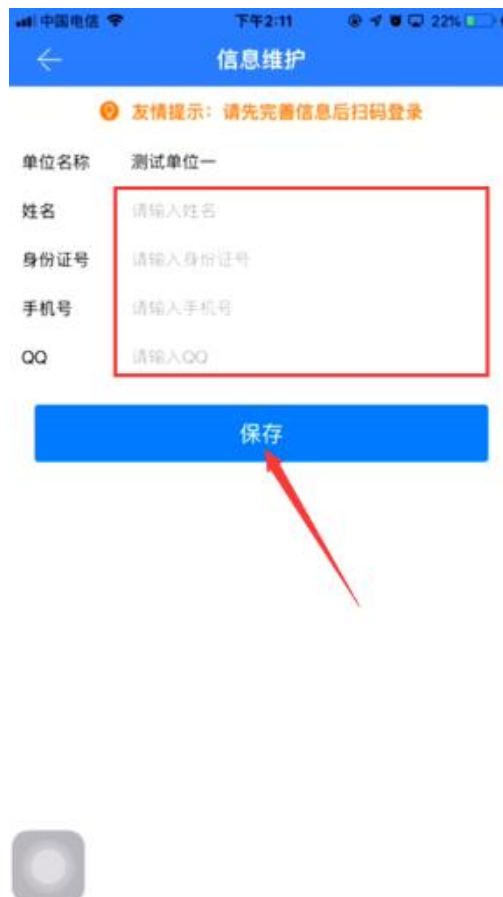 中国电信 下午2:11 22%
信息维护
友情提示：请先完善信息后扫码登录
单位名称 测试单位一
姓名 请输入姓名
身份证号 请输入身份证号
手机号 请输入手机号
QQ 请输入QQ
保存